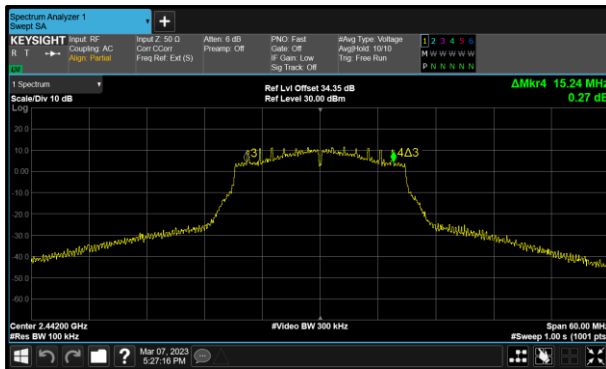 Spectrum Analyzer 1
Swept SA
+
KEYSIGHT
R T
Input: RF
Coupling: AC
Align: Partial
Input Z: 50 Ω
Corr CCorr
Freq Ref: Ext (S)
Atten: 6 dB
Preamp: Off
PNO: Fast
Gate: Off
IF Gain: Low
Sig Track: Off
#Avg Type: Voltage
Avg|Hold: 10/10
Trig: Free Run
1 2 3 4 5 6
M W W W W W
P N N N N N
1 Spectrum
Scale/Div 10 dB
Ref Lvl Offset 34.35 dB
Ref Level 30.00 dBm
ΔMkr4 15.24 MHz
0.27 dB
Log
20.0
10.0
0.00
-10.0
-20.0
-30.0
-40.0
-50.0
-60.0
3
4Δ3
Center 2.44200 GHz
#Res BW 100 kHz
#Video BW 300 kHz
Span 60.00 MHz
#Sweep 1.00 s (1001 pts)
?
Mar 07, 2023
5:27:16 PM